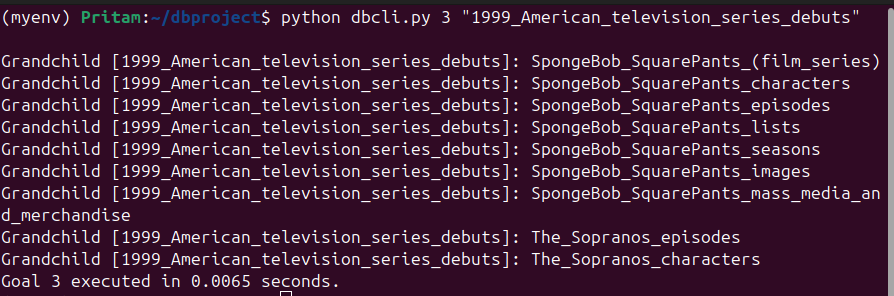 (myenv) Pritam:~/dbproject$ python dbcli.py 3 "1999_American_television_series_debuts"
Grandchild [1999_American_television_series_debuts]: SpongeBob_SquarePants_(film_series)
Grandchild [1999_American_television_series_debuts]: SpongeBob_SquarePants_characters
Grandchild [1999_American_television_series_debuts]: SpongeBob_SquarePants_episodes
Grandchild [1999_American_television_series_debuts]: SpongeBob_SquarePants_lists
Grandchild [1999_American_television_series_debuts]: SpongeBob_SquarePants_seasons
Grandchild [1999_American_television_series_debuts]: SpongeBob_SquarePants_images
Grandchild [1999_American_television_series_debuts]: SpongeBob_SquarePants_mass_media_an
d_merchandise
Grandchild [1999_American_television_series_debuts]: The_Sopranos_episodes
Grandchild [1999_American_television_series_debuts]: The_Sopranos_characters
Goal 3 executed in 0.0065 seconds.